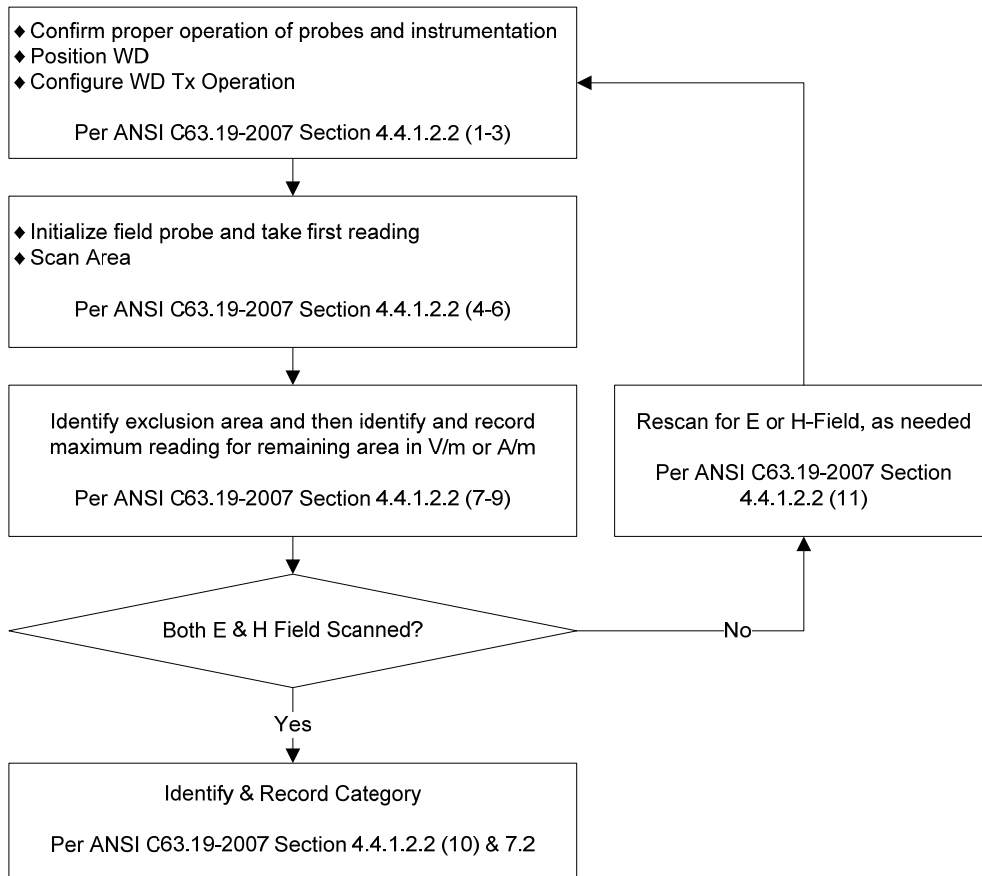 ♦ Confirm proper operation of probes and instrumentation
♦ Position WD
♦ Configure WD Tx Operation
Per ANSI C63.19-2007 Section 4.4.1.2.2 (1-3)
♦ Initialize field probe and take first reading
♦ Scan Area
Per ANSI C63.19-2007 Section 4.4.1.2.2 (4-6)
Identify exclusion area and then identify and record
maximum reading for remaining area in V/m or A/m
Per ANSI C63.19-2007 Section 4.4.1.2.2 (7-9)
Rescan for E or H-Field, as needed
Per ANSI C63.19-2007 Section
4.4.1.2.2 (11)
Both E & H Field Scanned?
No
Yes
Identify & Record Category
Per ANSI C63.19-2007 Section 4.4.1.2.2 (10) & 7.2